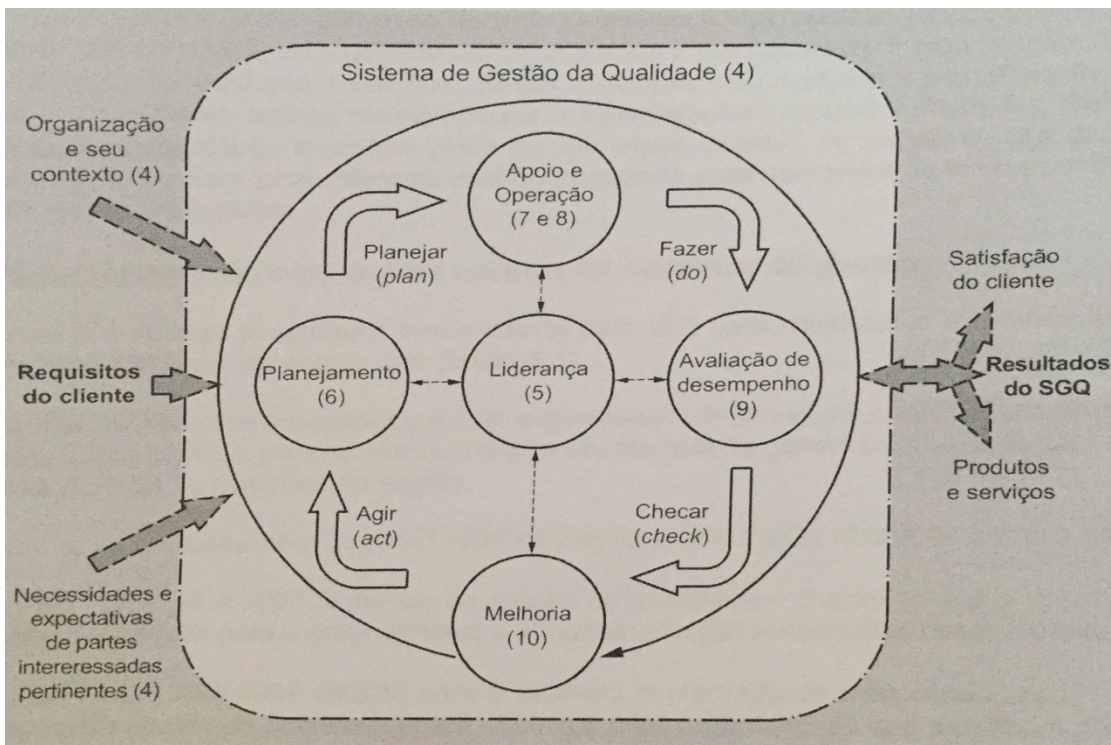 Sistema de Gestão da Qualidade (4)
Organização
e seu
contexto (4)
Apoio e
Operação
(7 e 8)
Planejar
(plan)
Fazer
(do)
Satisfação
do cliente
Requisitos
do cliente
Planejamento
(6)
Liderança
(5)
Avaliação de
desempenho
(9)
Resultados
do SGQ
Produtos
e serviços
Agir
(act)
Checar
(check)
Melhoria
(10)
Necessidades e
expectativas
de partes
intereressadas
pertinentes (4)